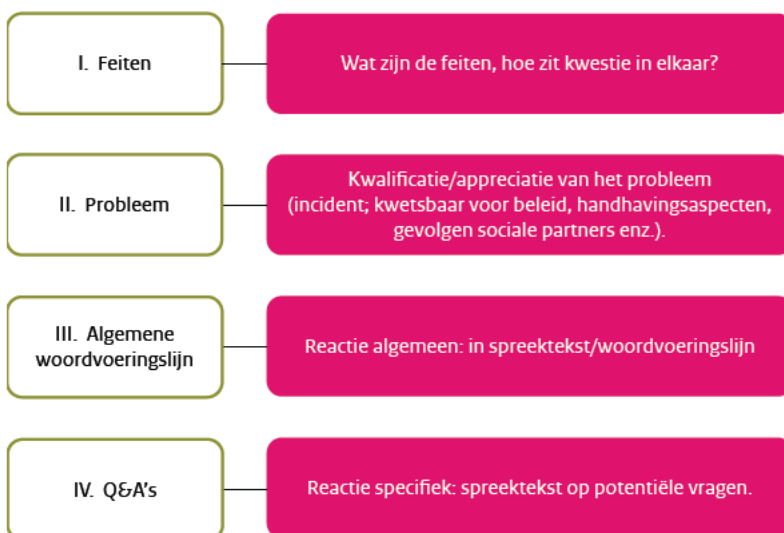 I. Feiten
Wat zijn de feiten, hoe zit kwestie in elkaar?
II. Probleem
Kwalificatie/appreciatie van het probleem
(incident; kwetsbaar voor beleid, handhavingsaspecten,
gevolgen sociale partners enz.).
III. Algemene
woordvoeringslijn
Reactie algemeen: in spreektekst/woordvoeringslijn
IV. Q&A's
Reactie specifiek: spreektekst op potentiële vragen.